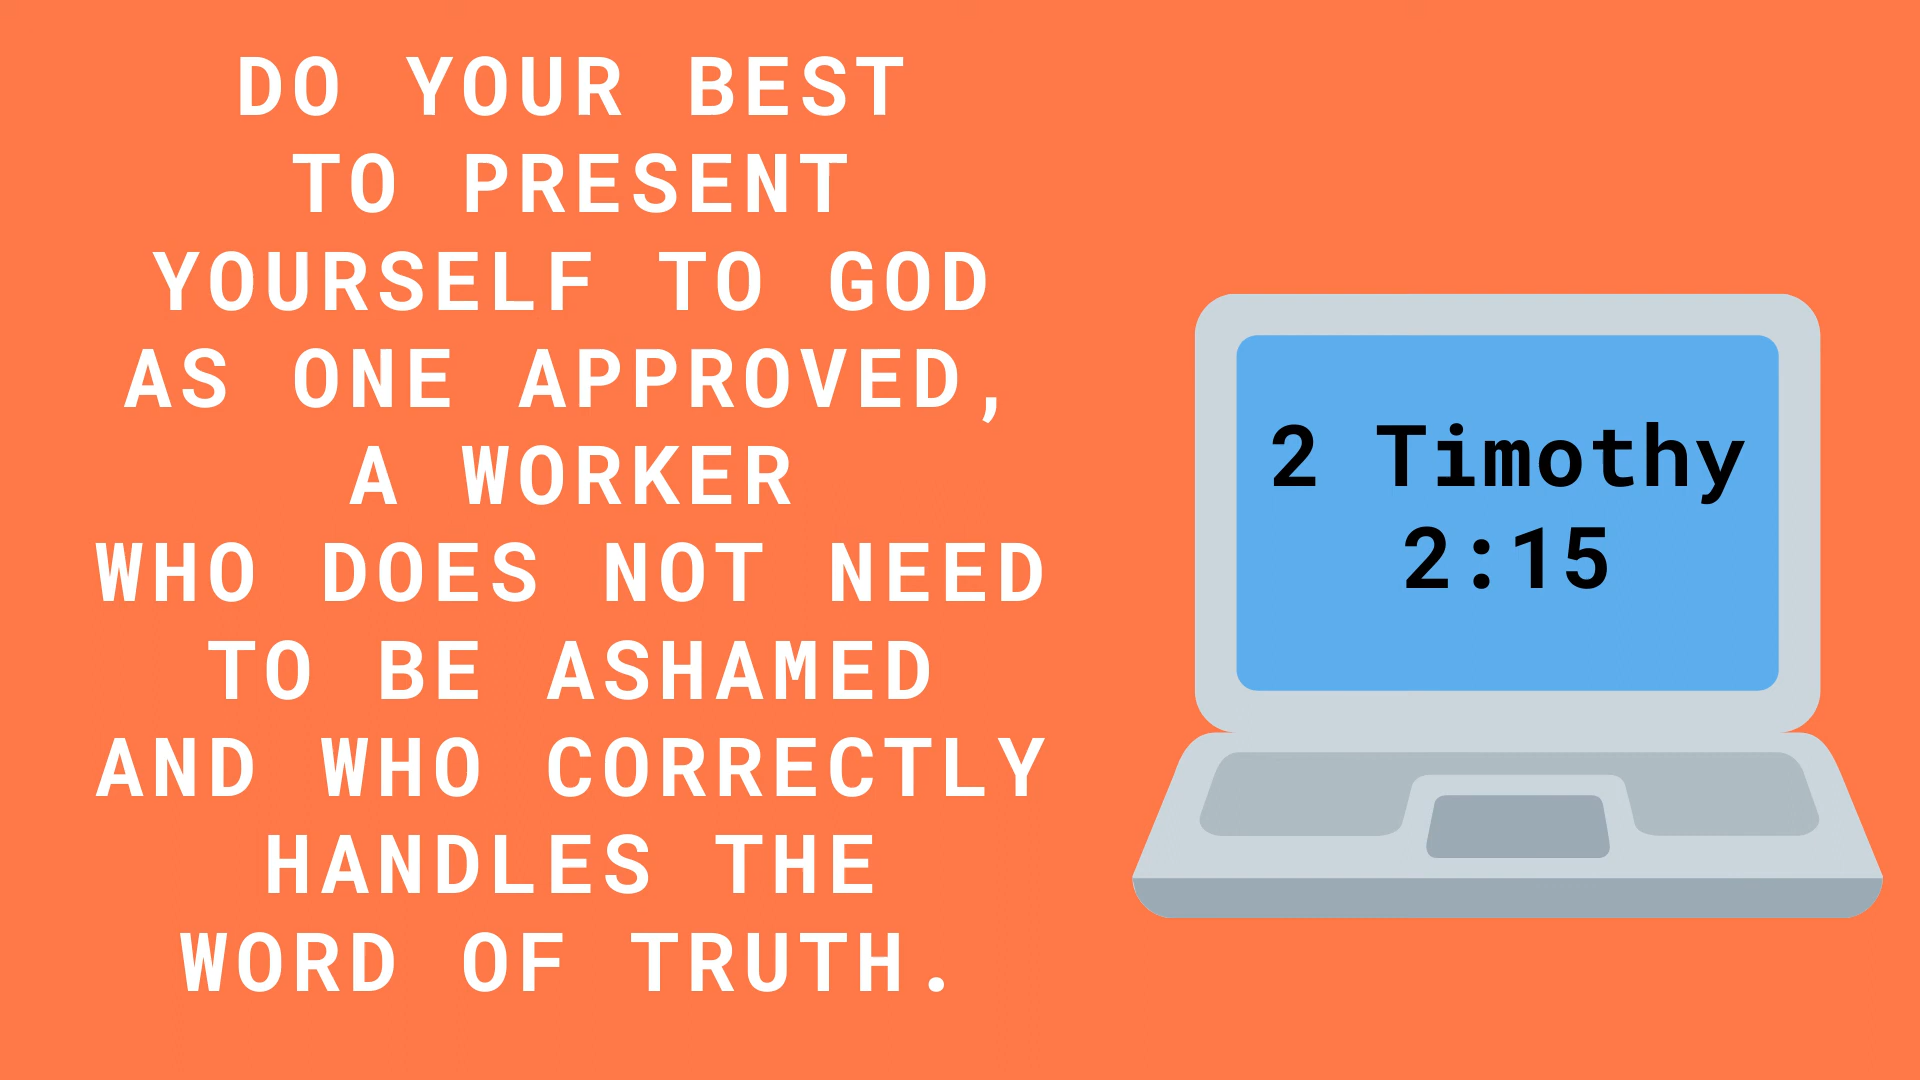 DO YOUR BEST
TO PRESENT
YOURSELF TO GOD
AS ONE APPROVED,
A WORKER
WHO DOES NOT NEED
TO BE ASHAMED
AND WHO CORRECTLY
HANDLES THE
WORD OF TRUTH.
2 Timothy
2:15